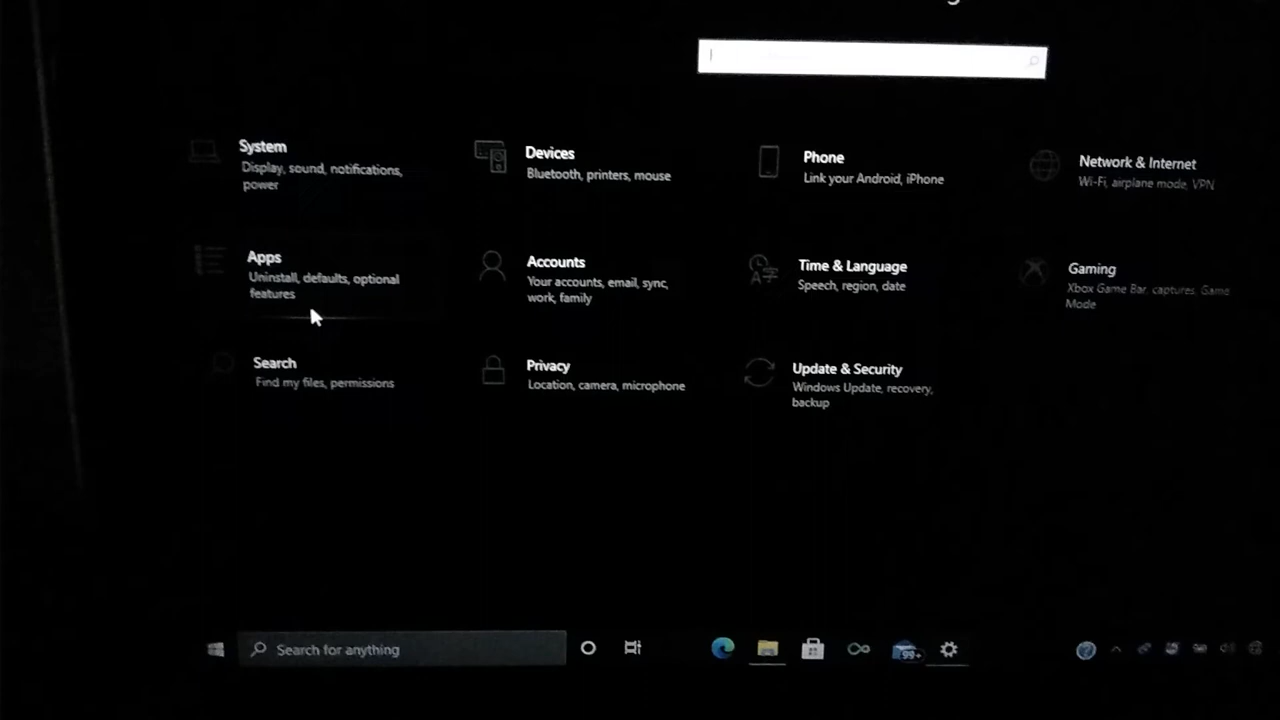 System
Display, sound, notifications,
power
Devices
Bluetooth, printers, mouse
Phone
Link your Android, iPhone
Network & Internet
Wi-Fi, airplane mode, VPN
Apps
Uninstall, defaults, optional
features
Accounts
Your accounts, email, sync,
work, family
Time & Language
Speech, region, date
Gaming
Xbox Game Bar, captures, Game
Mode
Search
Find my files, permissions
Privacy
Location, camera, microphone
Update & Security
Windows Update, recovery,
backup
Search for anything
99+